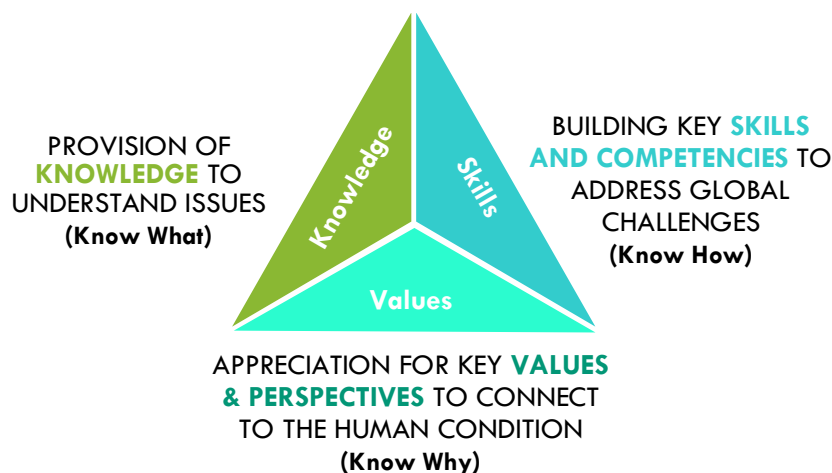 PROVISION OF
KNOWLEDGE TO
UNDERSTAND ISSUES
(Know What)
Knowledge
Skills
Values
BUILDING KEY SKILLS
AND COMPETENCIES TO
ADDRESS GLOBAL
CHALLENGES
(Know How)
APPRECIATION FOR KEY VALUES
& PERSPECTIVES TO CONNECT
TO THE HUMAN CONDITION
(Know Why)